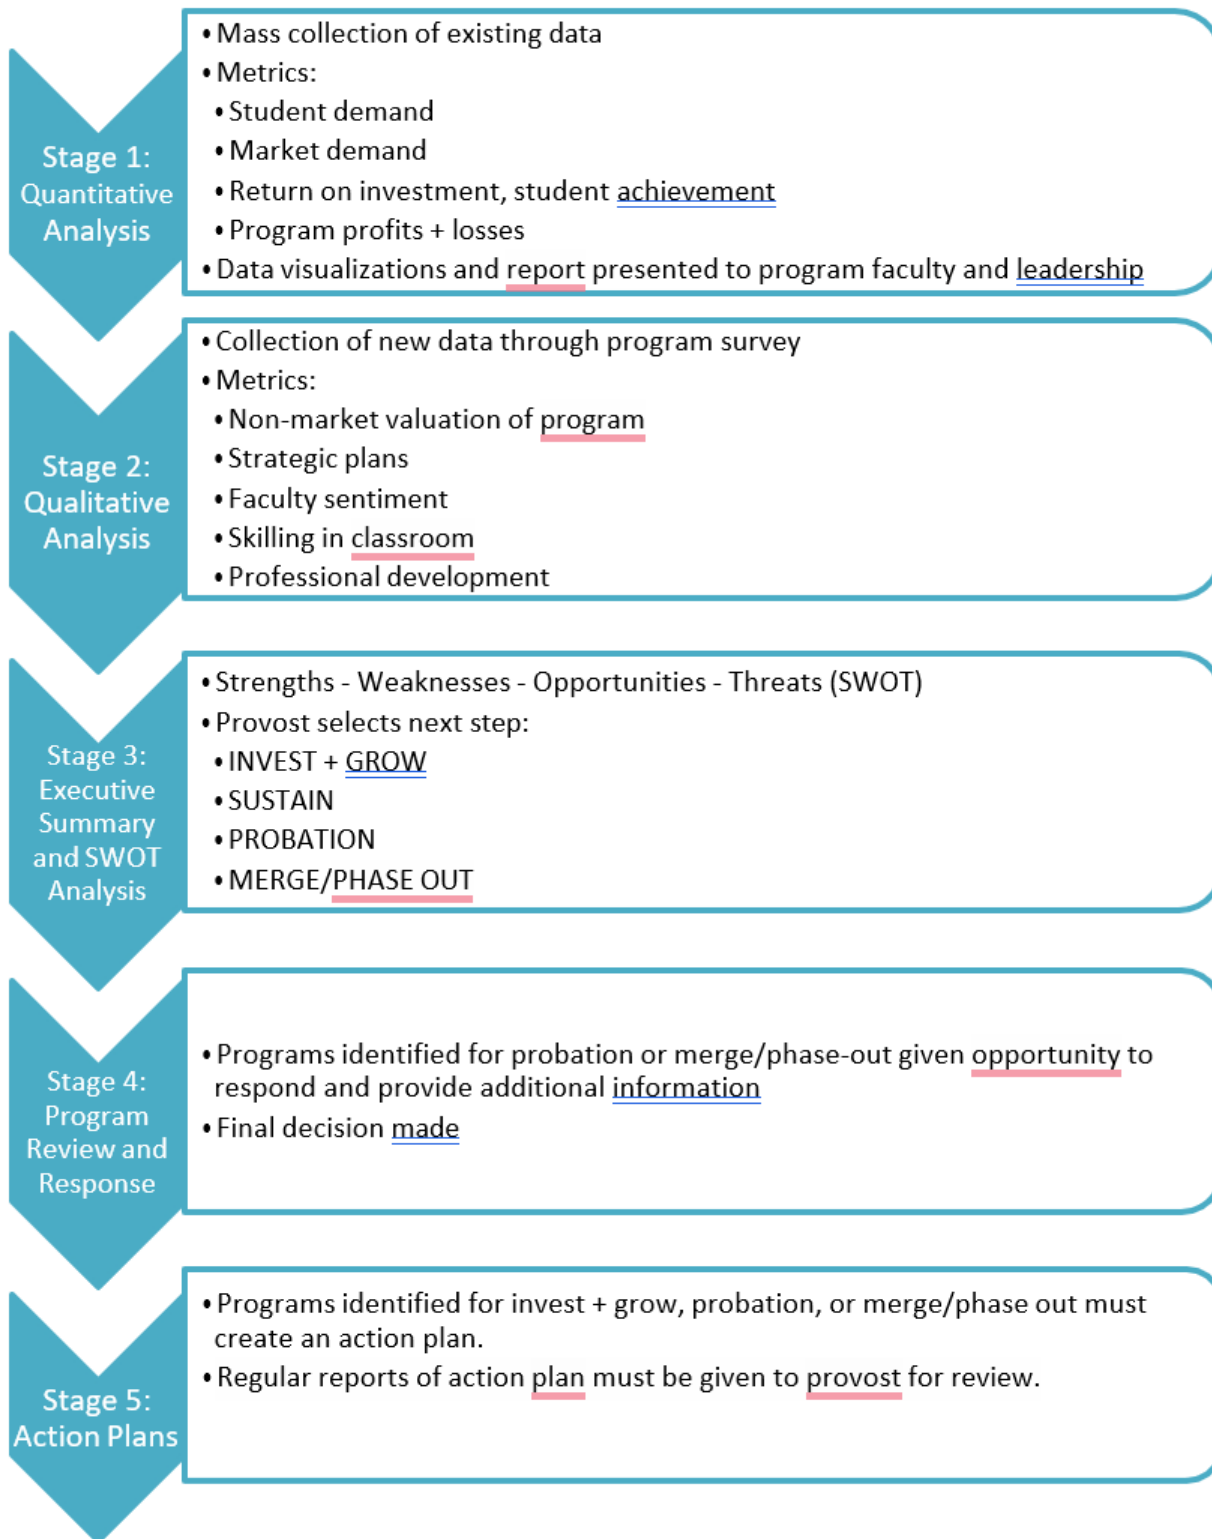 Stage 1:
Quantitative
Analysis
• Mass collection of existing data
• Metrics:
• Student demand
• Market demand
• Return on investment, student achievement
• Program profits + losses
• Data visualizations and report presented to program faculty and leadership
Stage 2:
Qualitative
Analysis
• Collection of new data through program survey
• Metrics:
• Non-market valuation of program
• Strategic plans
• Faculty sentiment
• Skilling in classroom
• Professional development
Stage 3:
Executive
Summary
and SWOT
Analysis
• Strengths - Weaknesses - Opportunities - Threats (SWOT)
• Provost selects next step:
• INVEST + GROW
• SUSTAIN
• PROBATION
• MERGE/PHASE OUT
Stage 4:
Program
Review and
Response
• Programs identified for probation or merge/phase-out given opportunity to
respond and provide additional information
• Final decision made
Stage 5:
Action Plans
• Programs identified for invest + grow, probation, or merge/phase out must
create an action plan.
• Regular reports of action plan must be given to provost for review.